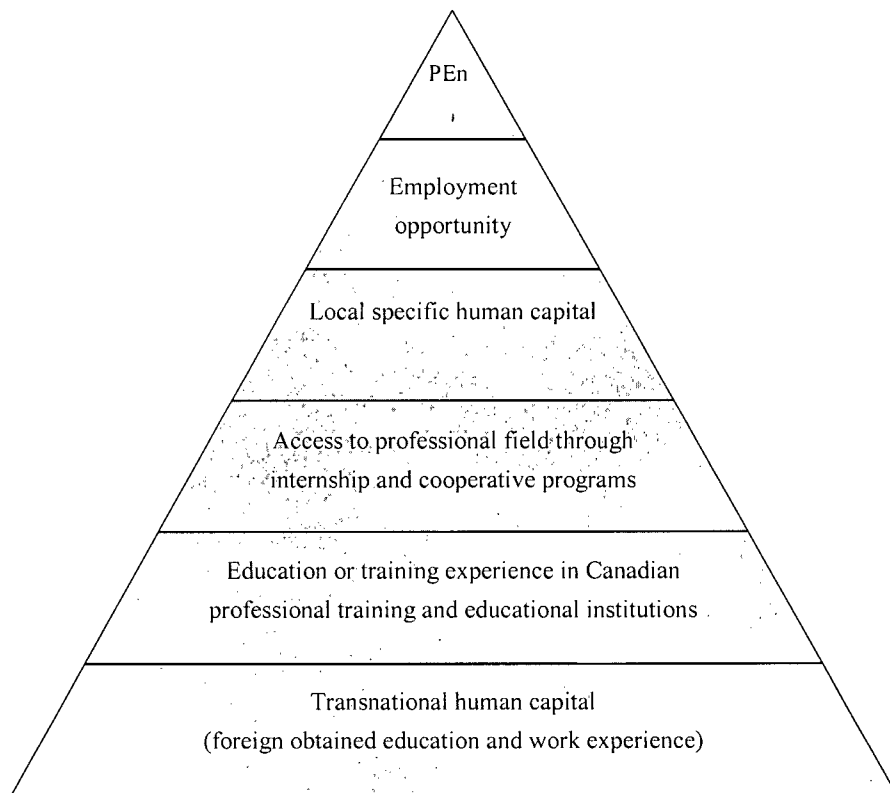 PEn
Employment
opportunity
Local specific human capital
Access to professional field through
internship and cooperative programs
Education or training experience in Canadian
professional training and educational institutions
Transnational human capital
(foreign obtained education and work experience)